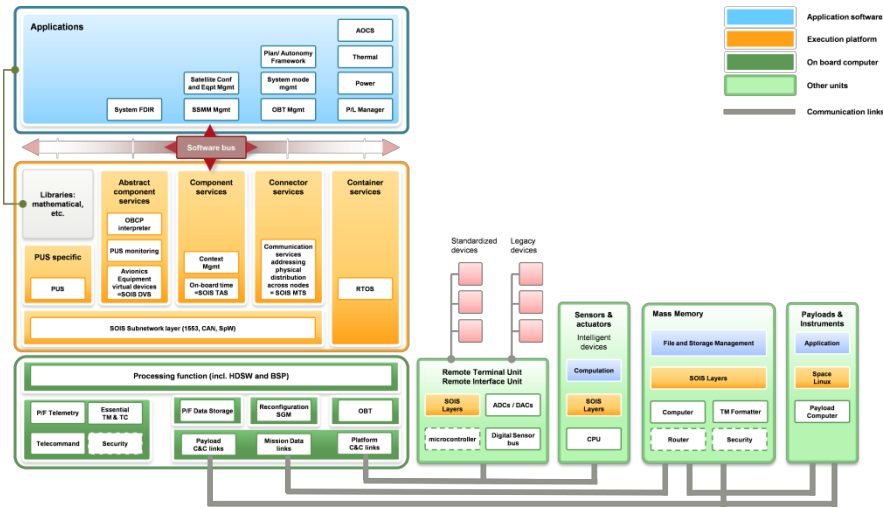 Applications
AOCS
Plan/ Autonomy
Framework
Thermal
Satellite Conf
and Eqpt Mgmt
System mode
mgmt
Power
System FDIR
SSMM Mgmt
OBT Mgmt
P/L Manager
Application software
Execution platform
On board computer
Other units
Communication links
Software bus
Libraries:
mathematical,
etc.
Abstract
component
services
Component
services
Connector
services
Container
services
OBCP
interpreter
PUS monitoring
Avionics
Equipment
virtual devices
=SOIS DVS
Context
Mgmt
On-board time
=SOIS TAS
Communication
services
addressing
physical
distribution
across nodes
= SOIS MTS
RTOS
PUS specific
PUS
SOIS Subnetwork layer (1553, CAN, SpW)
Processing function (incl. HDSW and BSP)
P/F Telemetry
Essential
TM & TC
Telecommand
Security
P/F Data Storage
Reconfiguration
SGM
OBT
Payload
C&C links
Mission Data
links
Platform
C&C links
Standardized
devices
Legacy
devices
Remote Terminal Unit
Remote Interface Unit
SOIS
Layers
ADCs / DACs
microcontroller
Digital Sensor
bus
Sensors &
actuators
Intelligent
devices
Computation
SOIS
Layers
CPU
Mass Memory
File and Storage Management
SOIS Layers
Computer
TM Formatter
Router
Security
Payloads &
Instruments
Application
Space
Linux
Payload
Computer